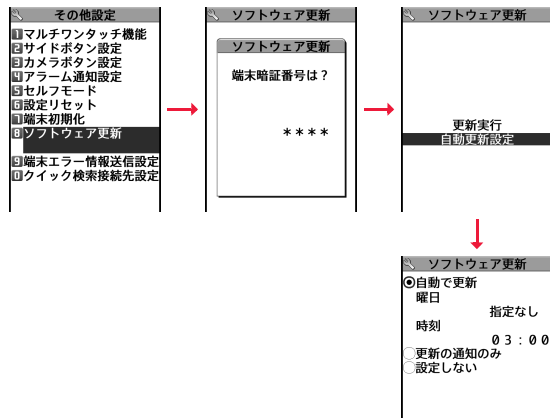 その他設定
1マルチワンタッチ機能
2サイドボタン設定
3カメラボタン設定
4アラーム通知設定
5セルフモード
6設定リセット
7端末初期化
8ソフトウェア更新
9端末エラー情報送信設定
0クイック検索接続先設定
ソフトウェア更新
ソフトウェア更新
端末暗証番号は？
****
ソフトウェア更新
更新実行
自動更新設定
ソフトウェア更新
自動で更新
曜日
指定なし
時刻
03:00
更新の通知のみ
設定しない